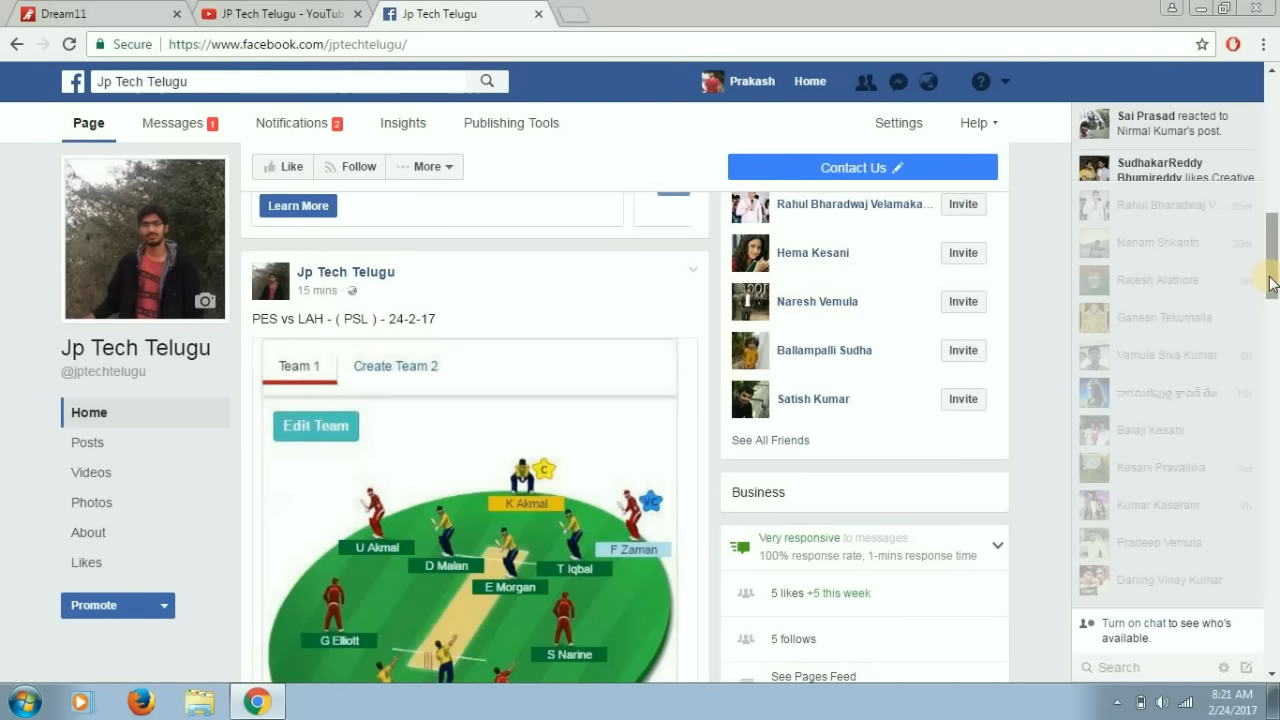 Dream11
JP Tech Telugu - YouTub
Jp Tech Telugu
Secure
https://www.facebook.com/jptechtelugu/
Jp Tech Telugu
Prakash
Home
Page
Messages 1
Notifications 2
Insights
Publishing Tools
Settings
Help
Like
Follow
More
Contact Us
Learn More
Jp Tech Telugu
@jptechtelugu
Home
Posts
Videos
Photos
About
Likes
Promote
Jp Tech Telugu
15 mins
PES vs LAH - ( PSL ) - 24-2-17
Team 1
Create Team 2
Edit Team
C
K Akmal
VC
U Akmal
F Zaman
D Malan
T Iqbal
E Morgan
G Elliott
S Narine
Rahul Bharadwaj Velamaka...
Invite
Hema Kesani
Invite
Naresh Vemula
Invite
Ballampalli Sudha
Invite
Satish Kumar
Invite
See All Friends
Business
Very responsive to messages
100% response rate, 1-mins response time
5 likes +5 this week
5 follows
See Pages Feed
Sai Prasad reacted to
Nirmal Kumar's post.
SudhakarReddy
Bhumireddy likes Creative
Rahul Bharadwaj V...
Nanam Srikanth
Rajesh Alathore
Ganesh Tekumalla
Vamula Siva Kumar
Balaji Kesani
Kesani Pravallika
Kumar Kasaram
Pradeep Vemula
Darling Vinay Kumar
Turn on chat to see who's
available.
Search
8:21 AM
2/24/2017